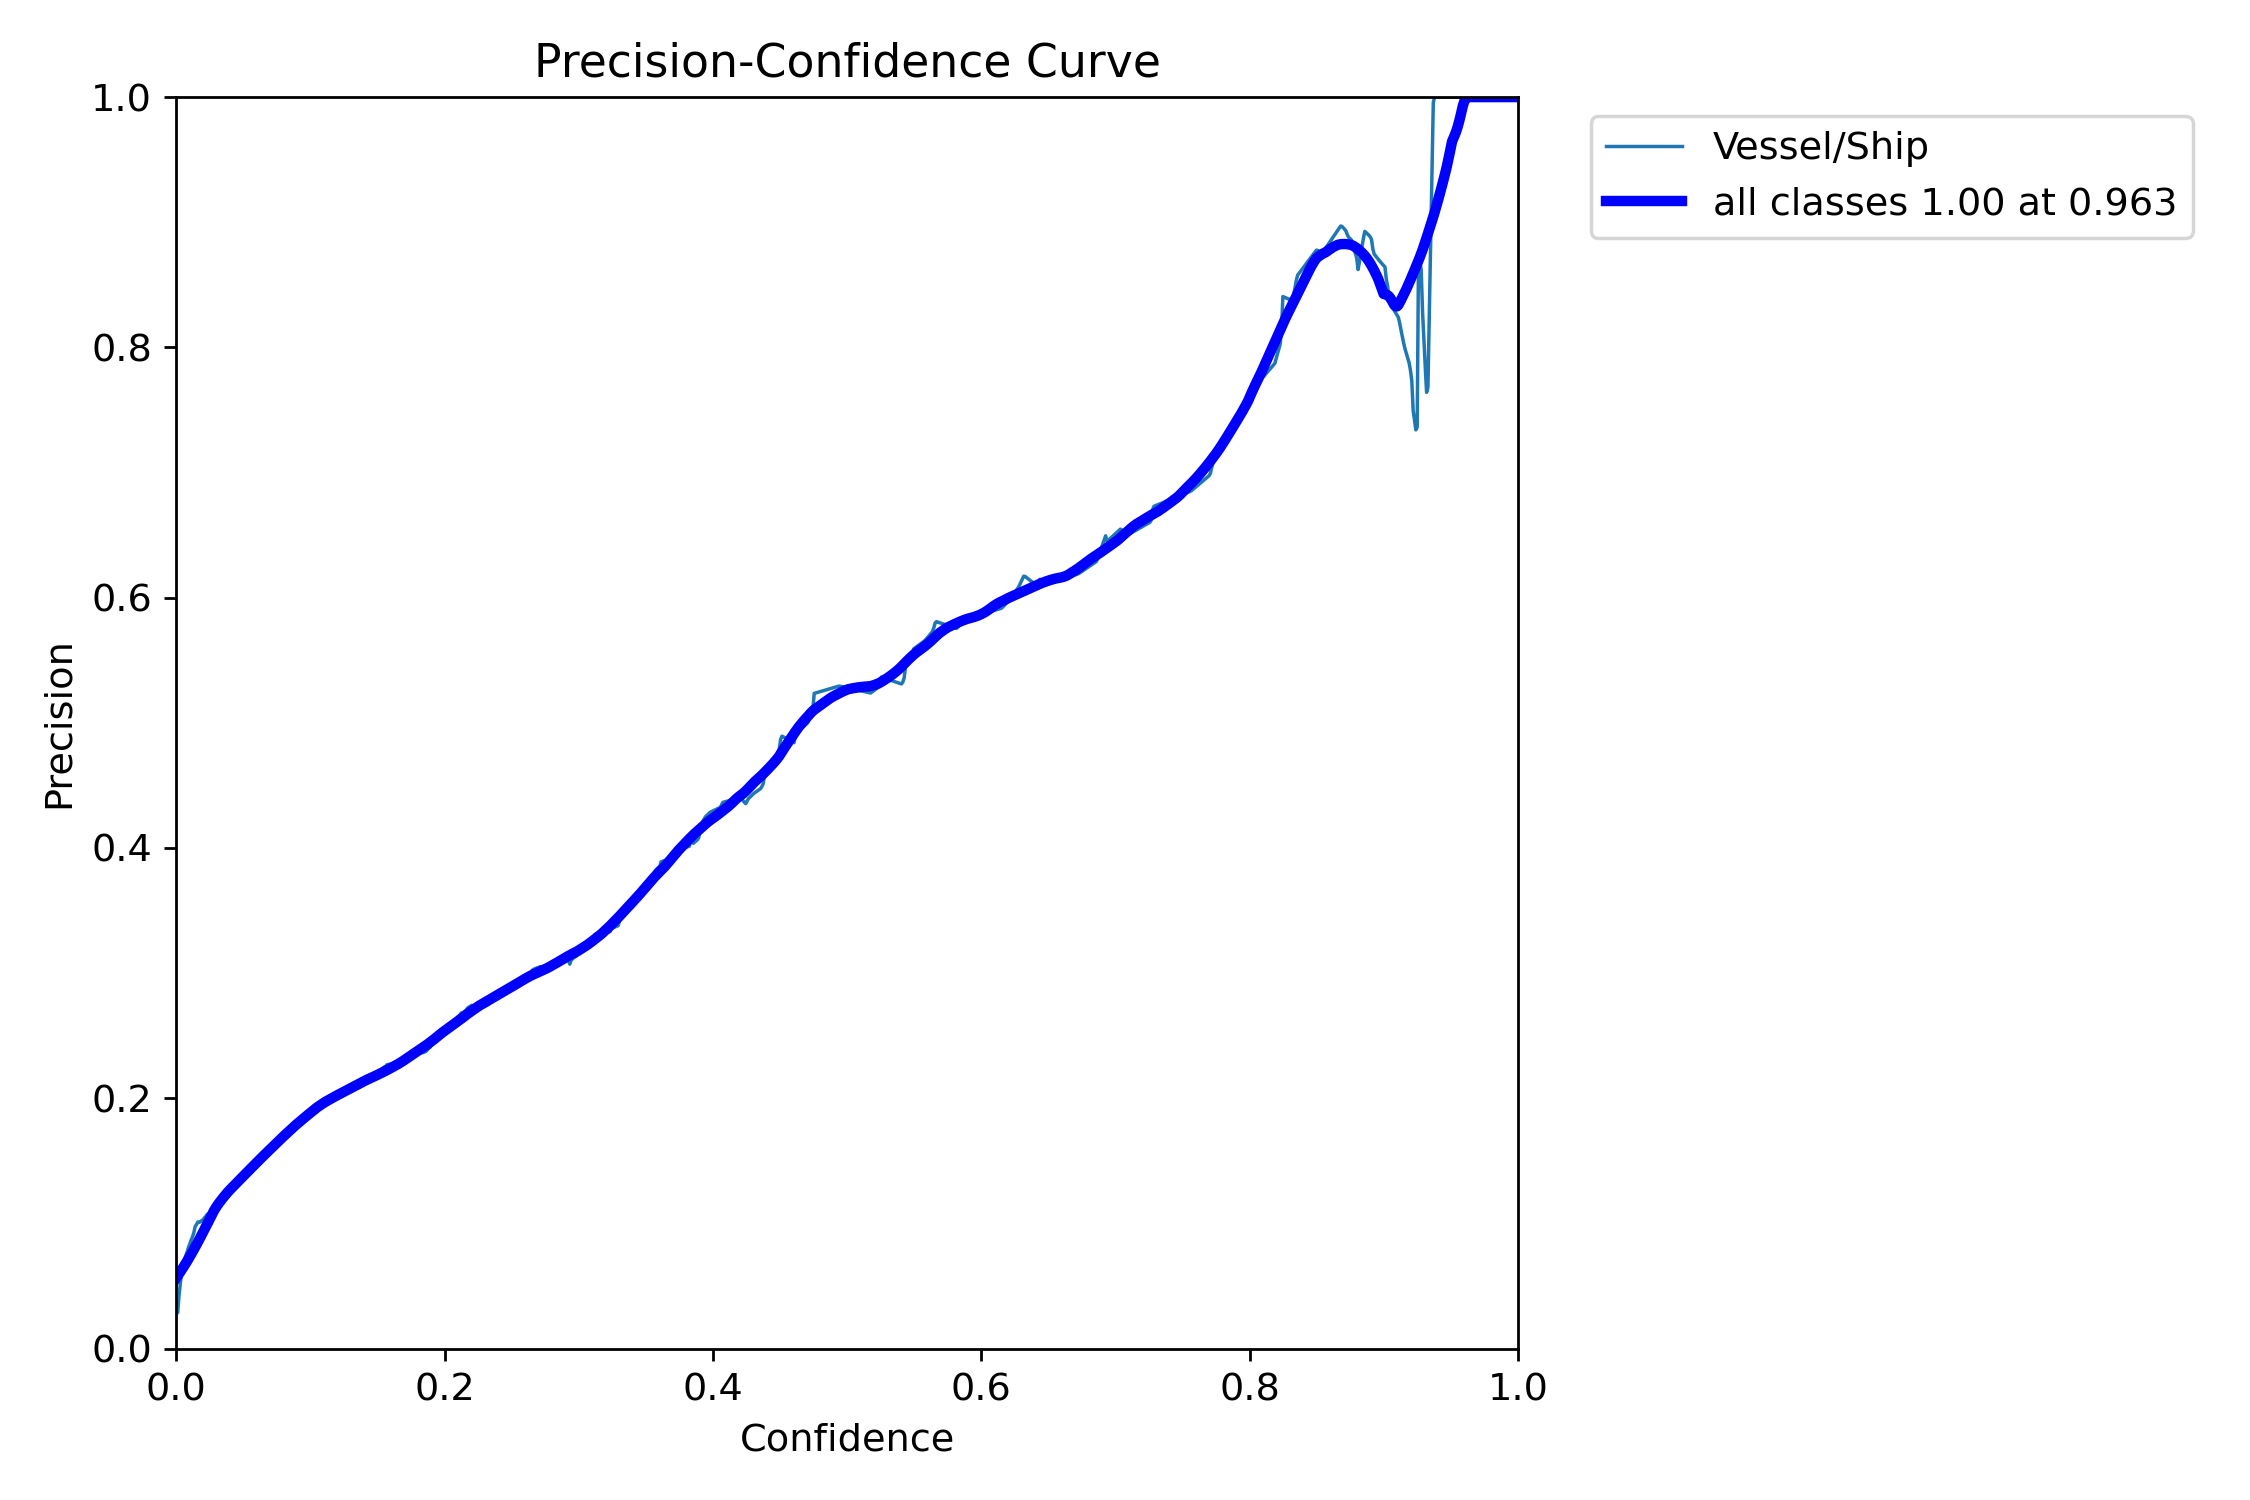 Precision-Confidence Curve
1.0
0.8
0.6
0.4
0.2
0.0
Precision
0.0 0.2 0.4 0.6 0.8 1.0
Confidence
Vessel/Ship
all classes 1.00 at 0.963